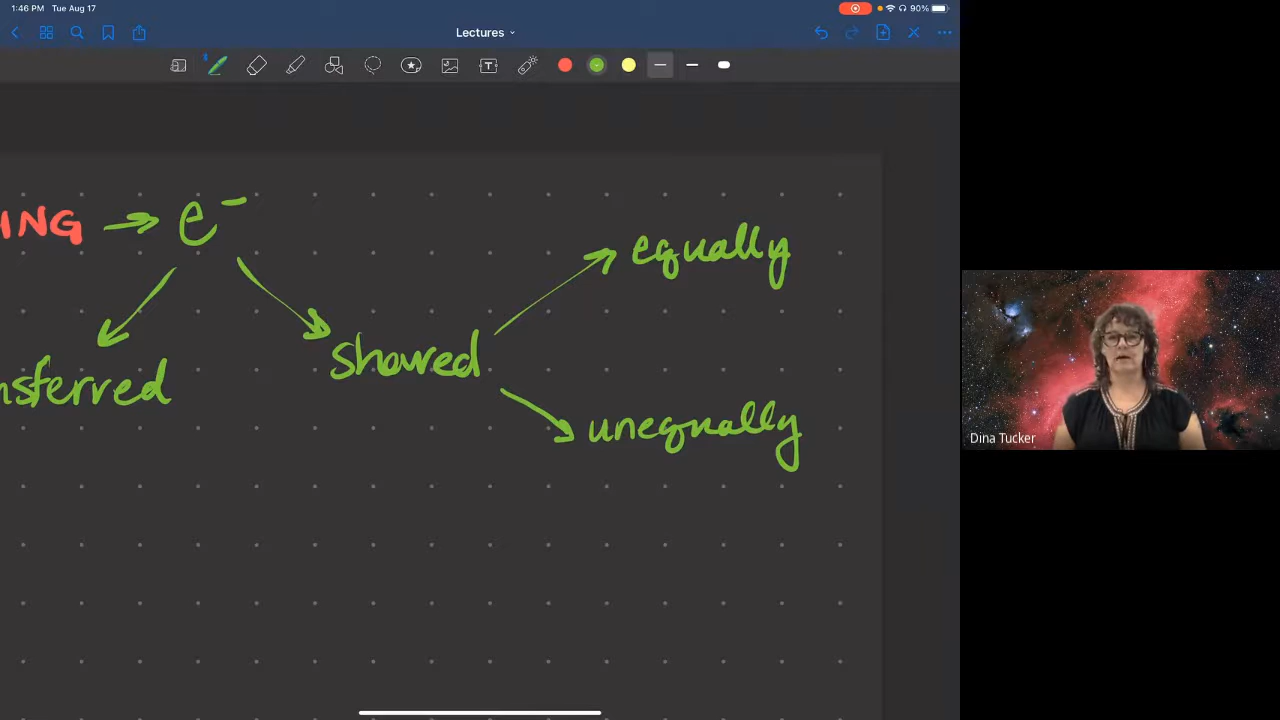 1:46 PM Tue Aug 17
90%
Lectures
T
ING → e⁻
equally
shared
nsferred
unequally
Dina Tucker